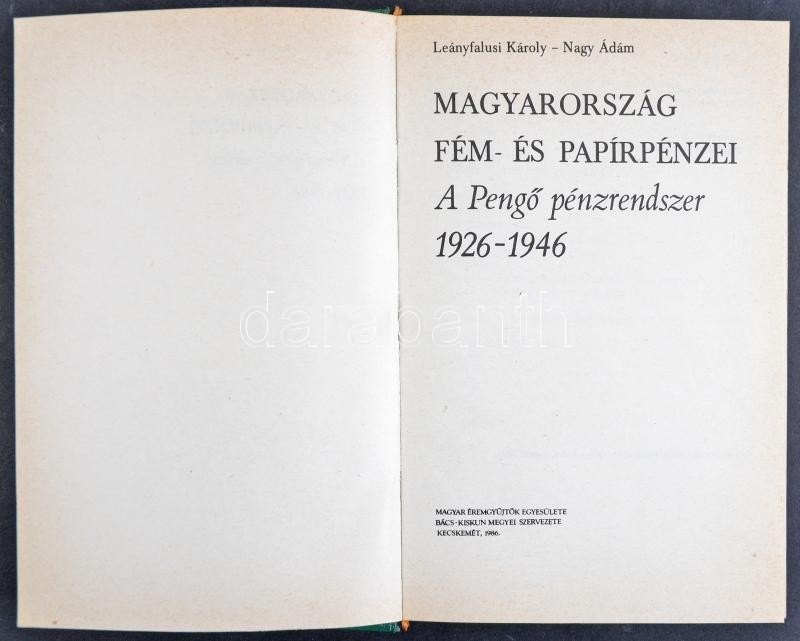 Leányfalusi Károly – Nagy Ádám
MAGYARORSZÁG
FÉM- ÉS PAPÍRPÉNZEI
A Pengő pénzrendszer
1926-1946
darabanth
MAGYAR ÉREMGYŰJTŐK EGYESÜLETE
BÁCS-KISKUN MEGYEI SZERVEZETE
KECSKEMÉT, 1986.